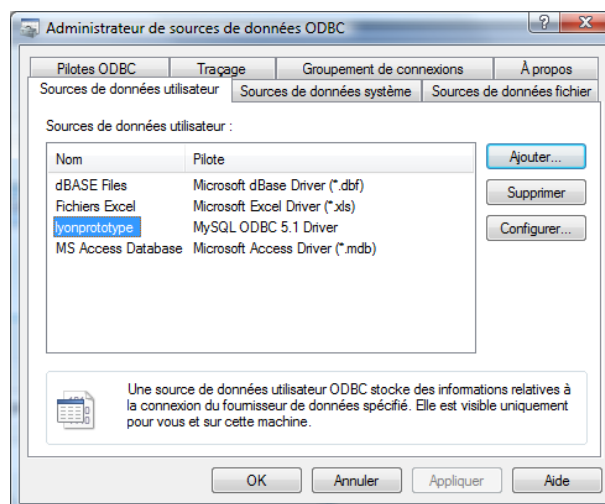 Administrateur de sources de données ODBC
Pilotes ODBC Traçage Groupement de connexions À propos
Sources de données utilisateur Sources de données système Sources de données fichier
Sources de données utilisateur :
Nom Pilote
dBASE Files Microsoft dBase Driver (*.dbf)
Fichiers Excel Microsoft Excel Driver (*.xls)
lyonprototype MySQL ODBC 5.1 Driver
MS Access Database Microsoft Access Driver (*.mdb)
Ajouter...
Supprimer
Configurer...
Une source de données utilisateur ODBC stocke des informations relatives à
la connexion du fournisseur de données spécifié. Elle est visible uniquement
pour vous et sur cette machine.
OK Annuler Appliquer Aide